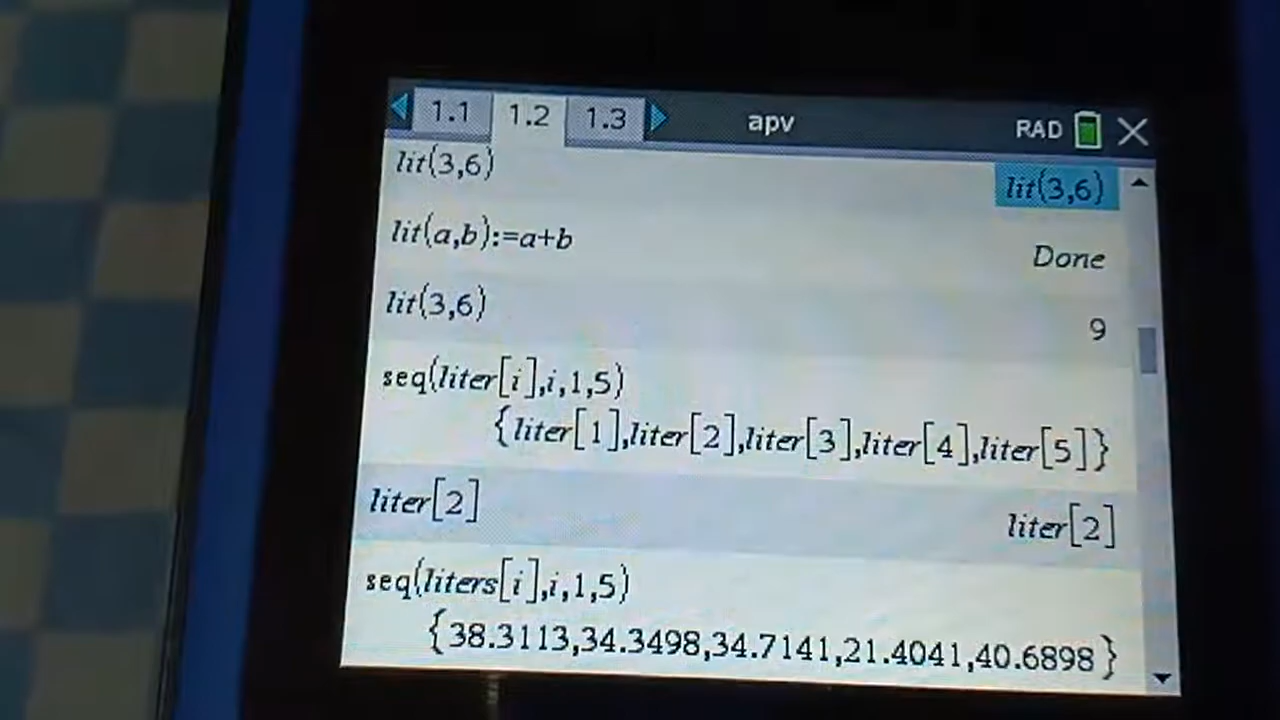 1.1 1.2 1.3 apv RAD
lit(3,6) lit(3,6)
lit(a,b):=a+b Done
lit(3,6) 9
seq(liter[i],i,1,5)
{liter[1],liter[2],liter[3],liter[4],liter[5]}
liter[2] liter[2]
seq(liters[i],i,1,5)
{38.3113,34.3498,34.7141,21.4041,40.6898}